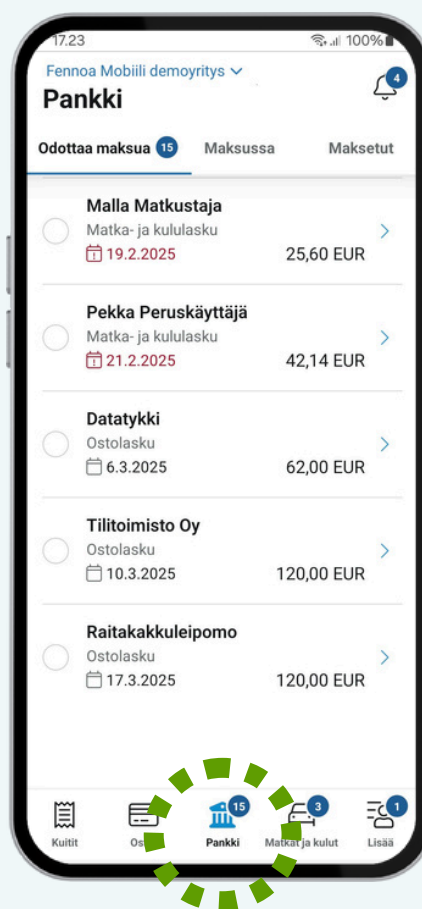 17.23 100%
Fennoa Mobiili demoyritys
4
Pankki
Odottaa maksua 15 Maksussa Maksetut
Malla Matkustaja
Matka- ja kululasku
19.2.2025 25,60 EUR
Pekka Peruskäyttäjä
Matka- ja kululasku
21.2.2025 42,14 EUR
Datatykki
Ostolasku
6.3.2025 62,00 EUR
Tilitoimisto Oy
Ostolasku
10.3.2025 120,00 EUR
Raitakakkuleipomo
Ostolasku
17.3.2025 120,00 EUR
15 3 1
Kuitit Pankki Matkat ja kulut Lisää